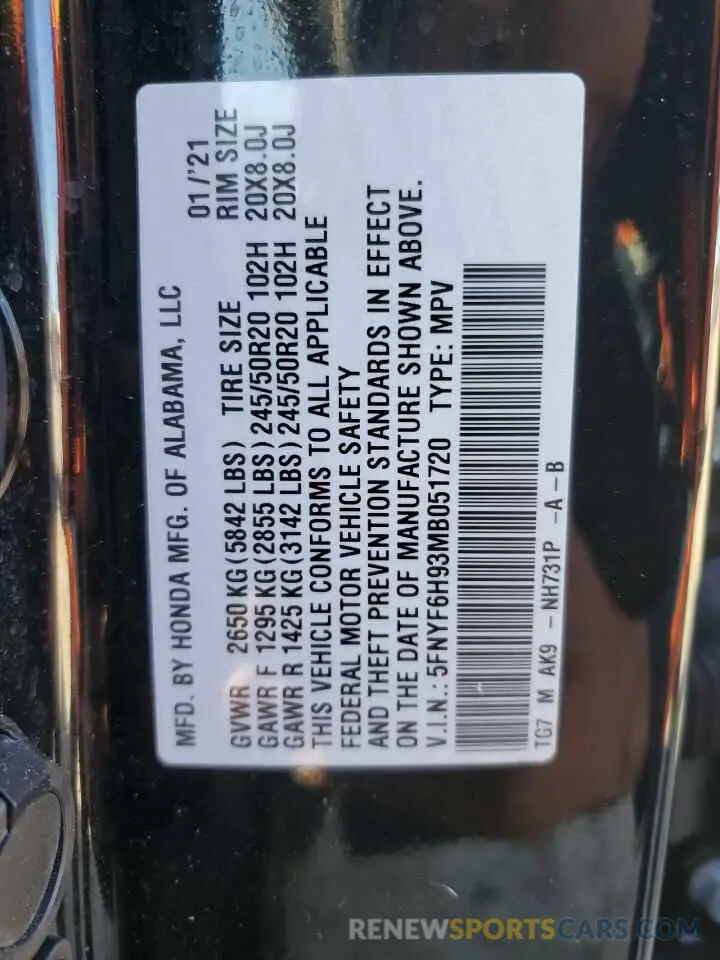 MFD. BY HONDA MFG. OF ALABAMA, LLC 01/'21
GVWR 2650 KG (5842 LBS) TIRE SIZE RIM SIZE
GAWR F 1295 KG (2855 LBS) 245/50R20 102H 20X8.0J
GAWR R 1425 KG (3142 LBS) 245/50R20 102H 20X8.0J
THIS VEHICLE CONFORMS TO ALL APPLICABLE
FEDERAL MOTOR VEHICLE SAFETY
AND THEFT PREVENTION STANDARDS IN EFFECT
ON THE DATE OF MANUFACTURE SHOWN ABOVE.
V.I.N.: 5FNYF6H93MB051720 TYPE: MPV
TG7 M AK9 -NH731P -A -B
RENEWSPORTSCARS.COM